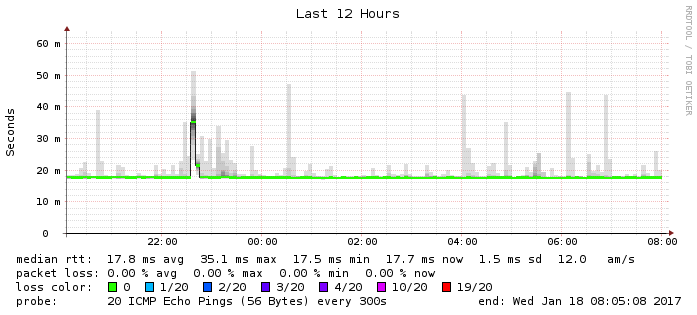 Last 12 Hours
RRDTOOL / TOBI OETIKER
Seconds
60 m
50 m
40 m
30 m
20 m
10 m
0
22:00 00:00 02:00 04:00 06:00 08:00
median rtt: 17.8 ms avg 35.1 ms max 17.5 ms min 17.7 ms now 1.5 ms sd 12.0 am/s
packet loss: 0.00 % avg 0.00 % max 0.00 % min 0.00 % now
loss color: 0 1/20 2/20 3/20 4/20 10/20 19/20
probe: 20 ICMP Echo Pings (56 Bytes) every 300s end: Wed Jan 18 08:05:08 2017